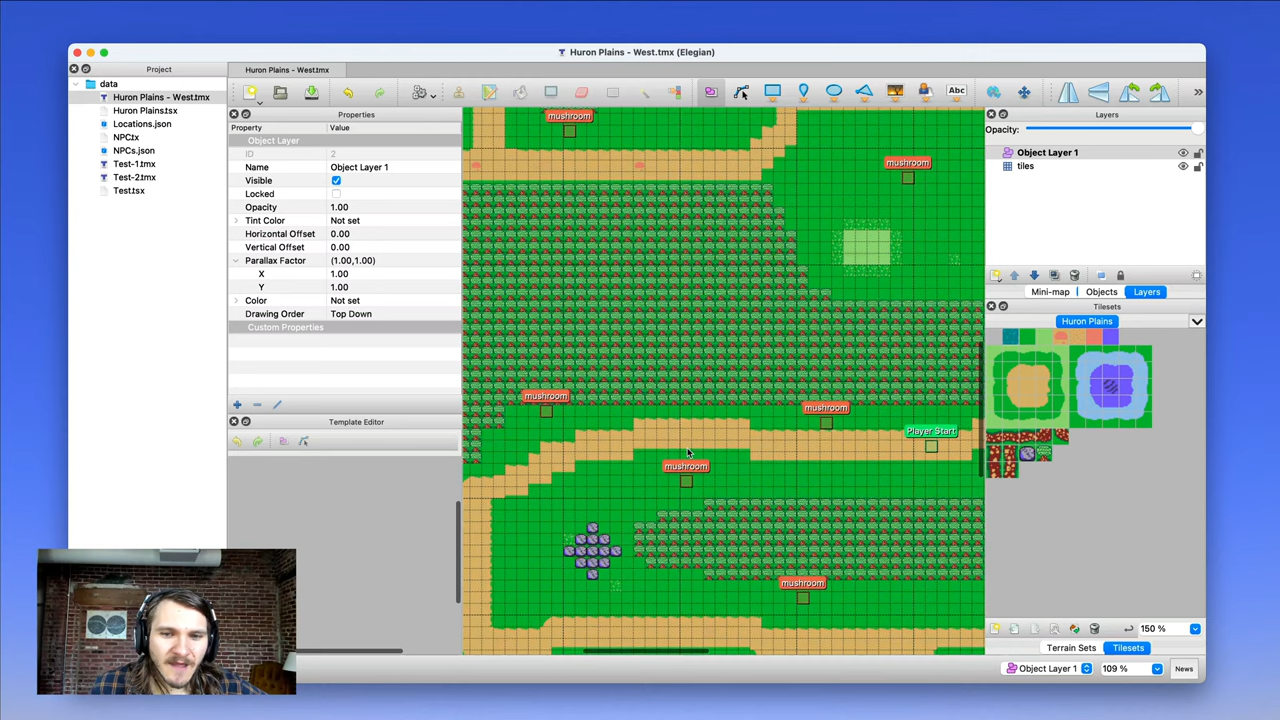 Huron Plains - West.tmx (Elegian)
Project
data
Huron Plains - West.tmx
Huron Plains.tsx
Locations.json
NPC.tx
NPCs.json
Test-1.tmx
Test-2.tmx
Test.tsx
Huron Plains - West.tmx
Abc
Properties
Property Value
Object Layer
ID 2
Name Object Layer 1
Visible
Locked
Opacity 1.00
Tint Color Not set
Horizontal Offset 0.00
Vertical Offset 0.00
Parallax Factor (1.00,1.00)
X 1.00
Y 1.00
Color Not set
Drawing Order Top Down
Custom Properties
Template Editor
mushroom
mushroom
mushroom
mushroom
Player Start
mushroom
mushroom
Layers
Opacity:
Object Layer 1
tiles
Mini-map Objects Layers
Tilesets
Huron Plains
150 %
Terrain Sets Tilesets
Object Layer 1 109 % News